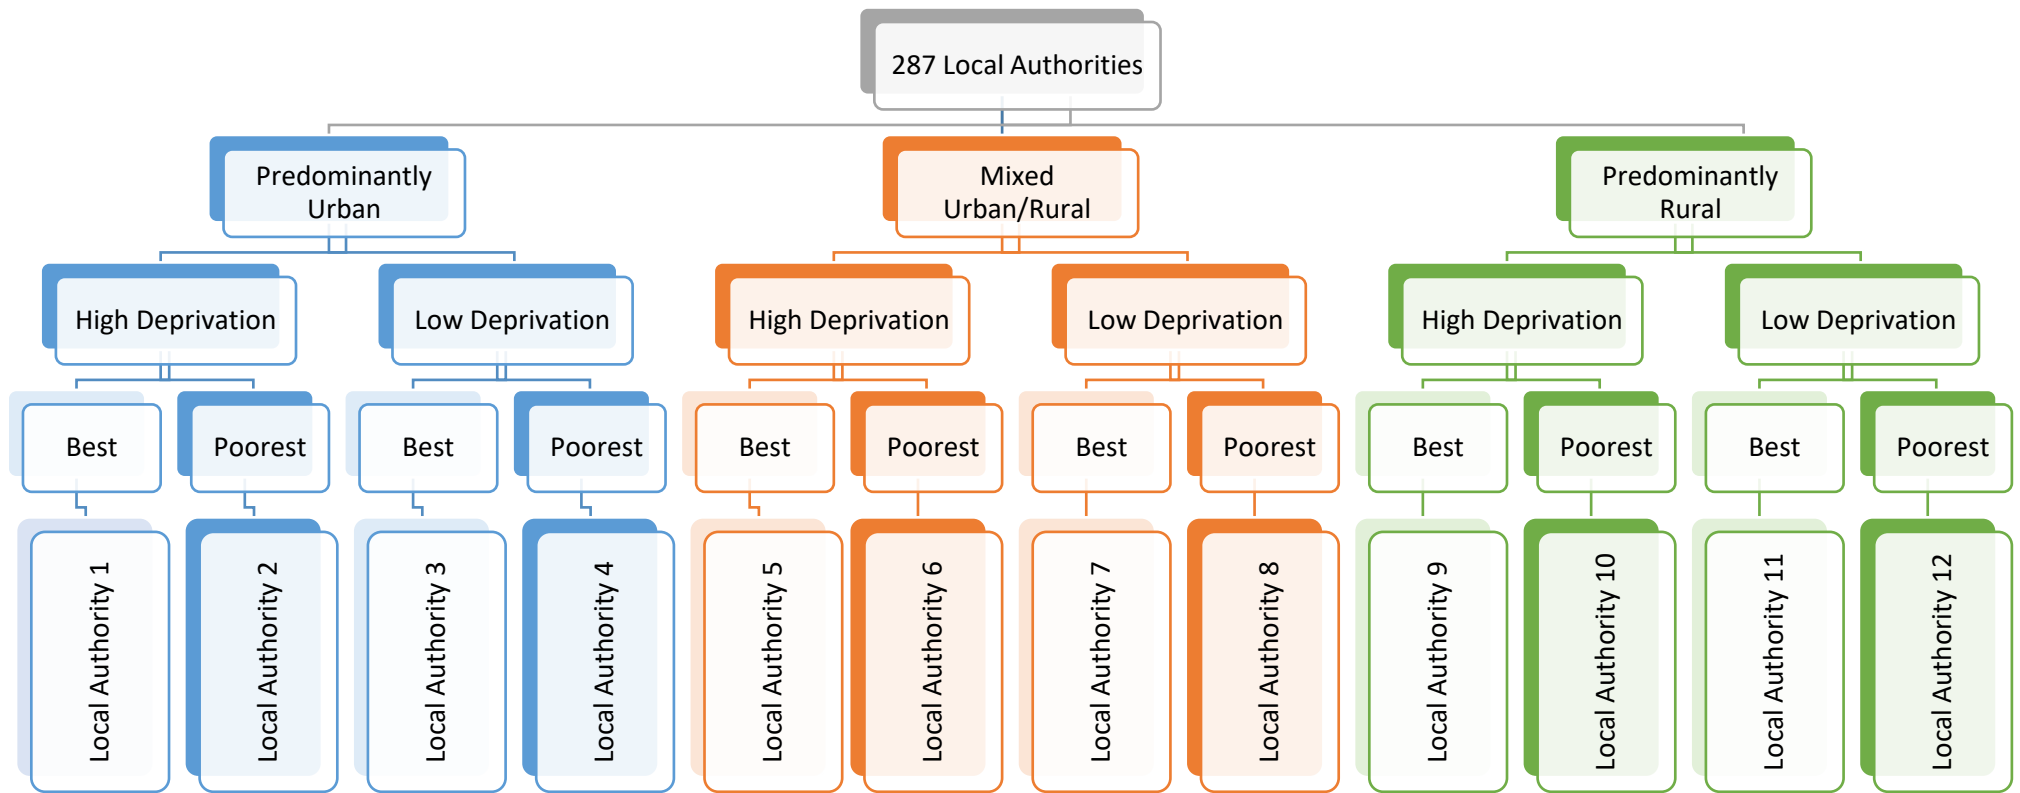 287 Local Authorities
Predominantly
Urban
Mixed
Urban/Rural
Predominantly
Rural
High Deprivation
Low Deprivation
High Deprivation
Low Deprivation
High Deprivation
Low Deprivation
Best
Poorest
Best
Poorest
Best
Poorest
Best
Poorest
Best
Poorest
Best
Poorest
Local Authority 1
Local Authority 2
Local Authority 3
Local Authority 4
Local Authority 5
Local Authority 6
Local Authority 7
Local Authority 8
Local Authority 9
Local Authority 10
Local Authority 11
Local Authority 12